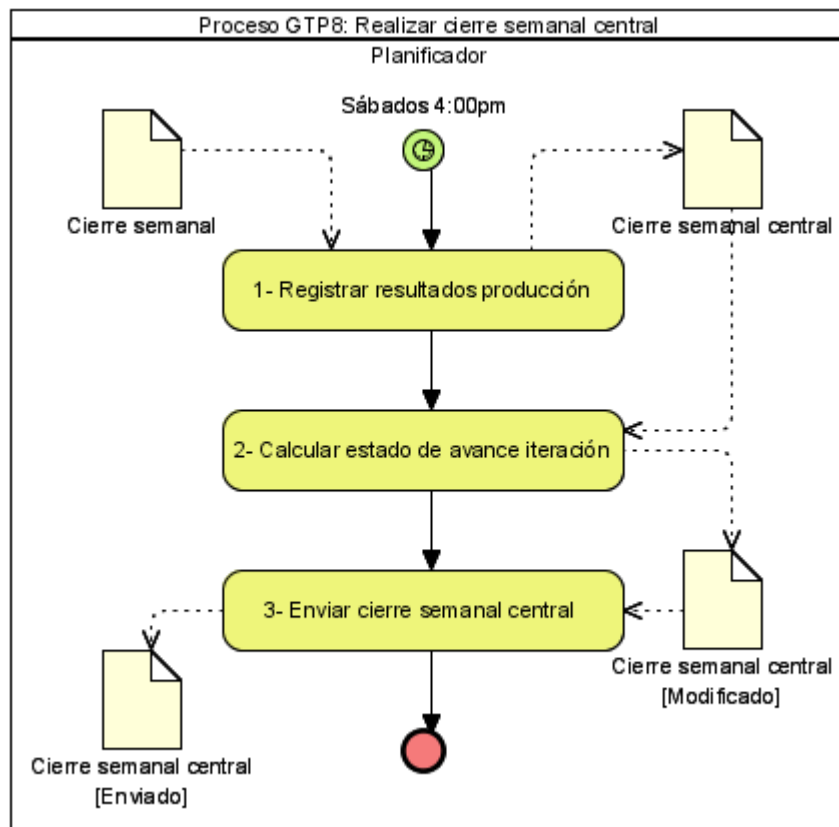 Proceso GTP8: Realizar cierre semanal central
Planificador
Sábados 4:00pm
Cierre semanal
Cierre semanal central
1- Registrar resultados producción
2- Calcular estado de avance iteración
3- Enviar cierre semanal central
Cierre semanal central
[Modificado]
Cierre semanal central
[Enviado]